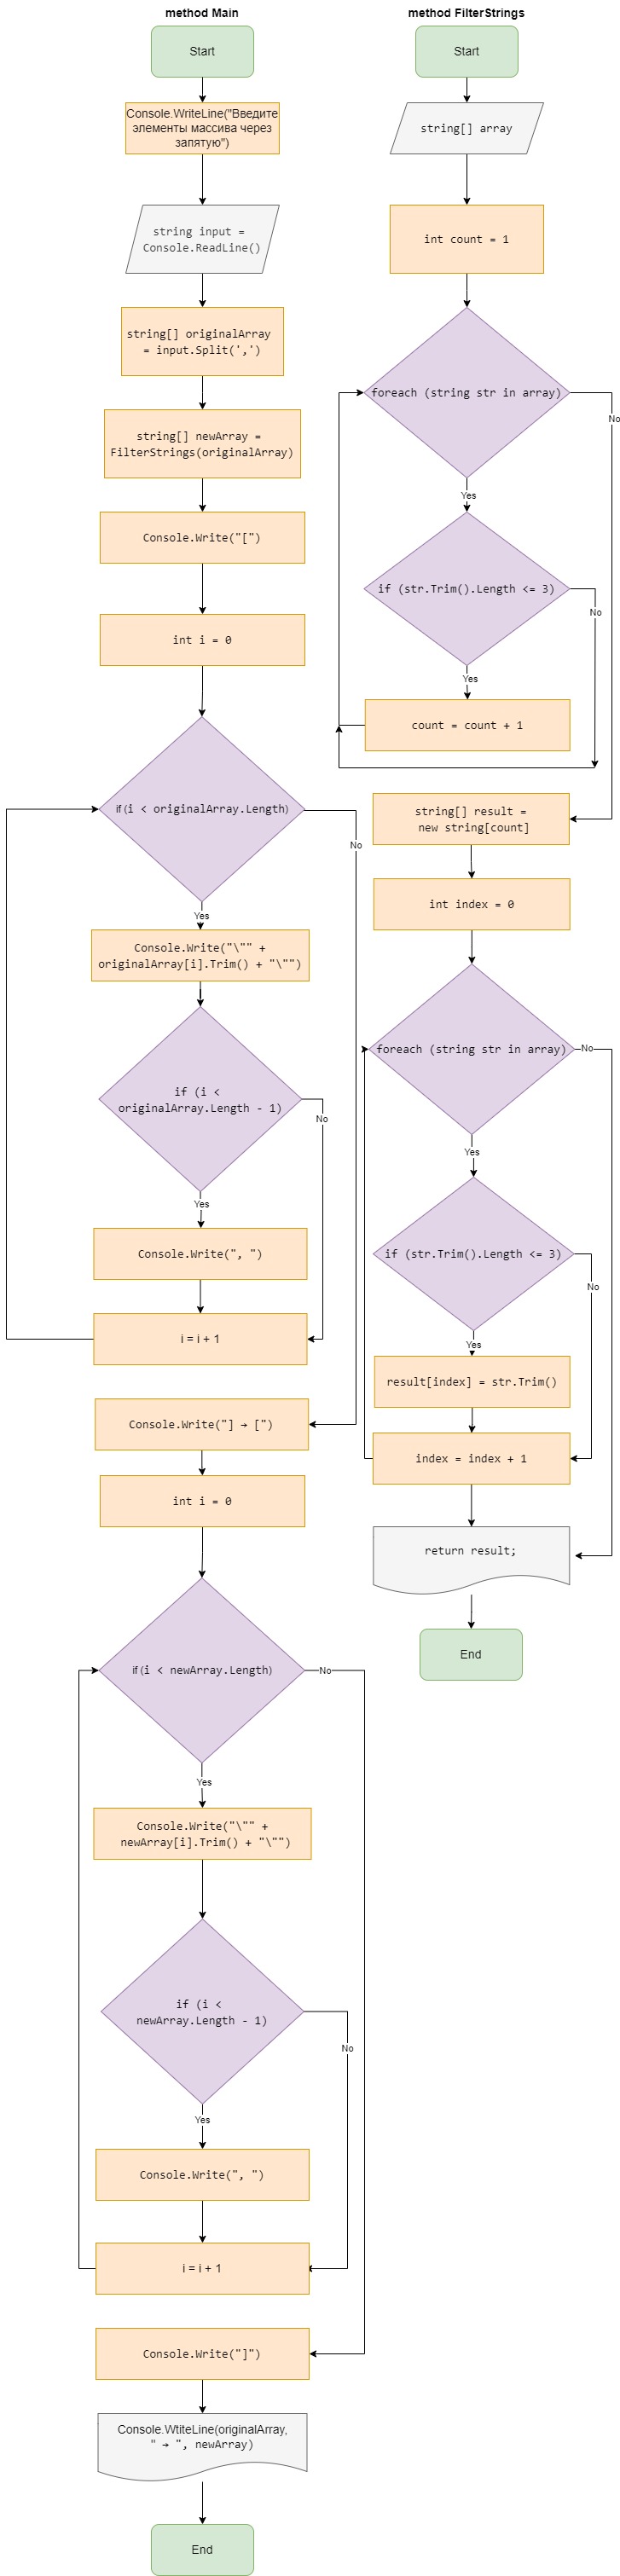 method Main
Start
Console.WriteLine("Введите
элементы массива через
запятую")
string input =
Console.ReadLine()
string[] originalArray
= input.Split(',')
string[] newArray =
FilterStrings(originalArray)
Console.Write("[")
int i = 0
if(i < originalArray.Length)
No
Yes
Console.Write("\"" +
originalArray[i].Trim() + "\"")
if (i <
originalArray.Length - 1)
No
Yes
Console.Write(", ")
i = i + 1
Console.Write("] → [")
int i = 0
if(i < newArray.Length)
No
Yes
Console.Write("\"" +
newArray[i].Trim() + "\"")
if (i <
newArray.Length - 1)
No
Yes
Console.Write(", ")
i = i + 1
Console.Write("]")
Console.WtiteLine(originalArray,
" → ", newArray)
End
method FilterStrings
Start
string[] array
int count = 1
foreach (string str in array)
No
Yes
if (str.Trim().Length <= 3)
No
Yes
count = count + 1
string[] result =
new string[count]
int index = 0
foreach (string str in array)
No
Yes
if (str.Trim().Length <= 3)
No
Yes
result[index] = str.Trim()
index = index + 1
return result;
End